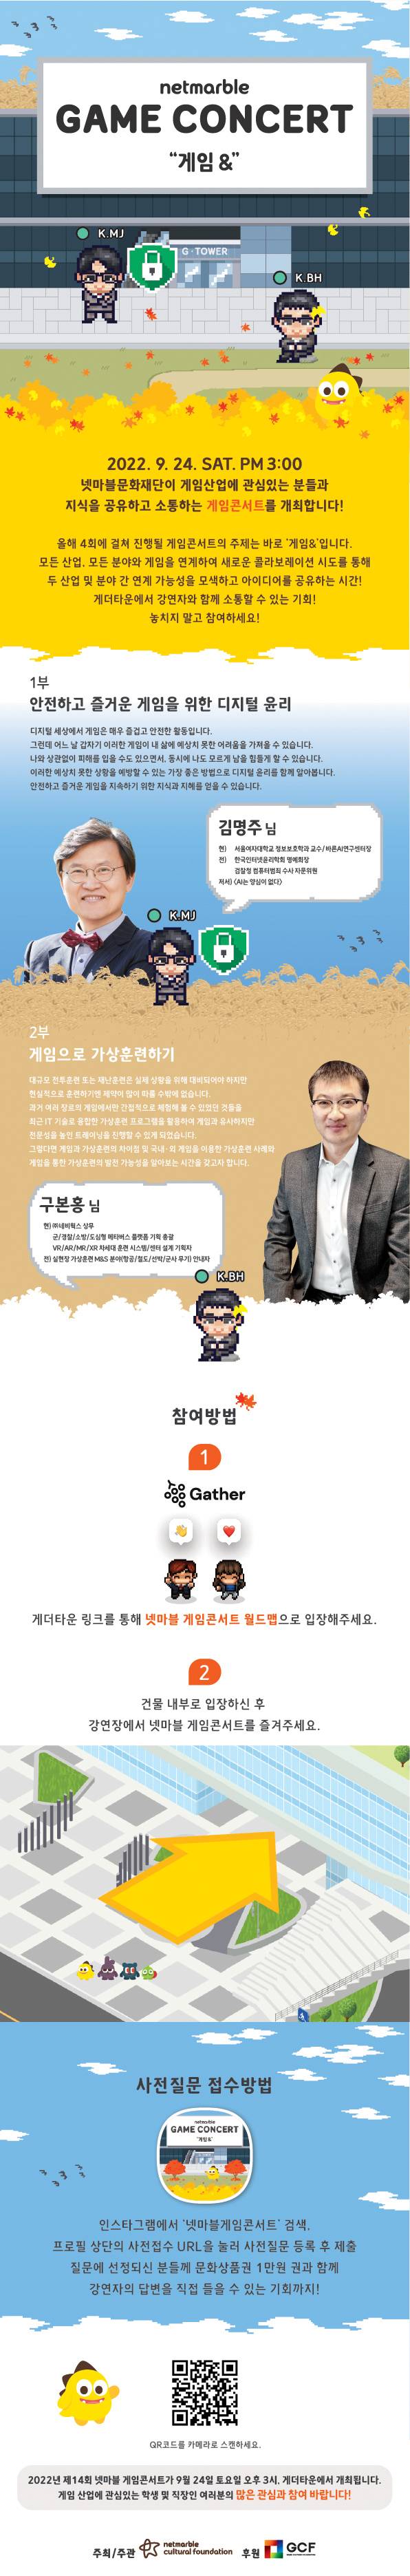 netmarble
GAME CONCERT
“게임 &”
K.MJ
G·TOWER
K.BH
2022. 9. 24. SAT. PM 3:00
넷마블문화재단이 게임산업에 관심있는 분들과
지식을 공유하고 소통하는 게임콘서트를 개최합니다!
올해 4회에 걸쳐 진행될 게임콘서트의 주제는 바로 '게임&'입니다.
모든 산업, 모든 분야와 게임을 연계하여 새로운 콜라보레이션 시도를 통해
두 산업 및 분야 간 연계 가능성을 모색하고 아이디어를 공유하는 시간!
게더타운에서 강연자와 함께 소통할 수 있는 기회!
놓치지 말고 참여하세요!
1부
안전하고 즐거운 게임을 위한 디지털 윤리
디지털 세상에서 게임은 매우 즐겁고 안전한 활동입니다.
그런데 어느 날 갑자기 이러한 게임이 내 삶에 예상치 못한 어려움을 가져올 수 있습니다.
나와 상관없이 피해를 입을 수도 있으면서, 동시에 나도 모르게 남을 힘들게 할 수 있습니다.
이러한 예상치 못한 상황을 예방할 수 있는 가장 좋은 방법으로 디지털 윤리를 함께 알아봅니다.
안전하고 즐거운 게임을 지속하기 위한 지식과 지혜를 얻을 수 있습니다.
김명주 님
현) 서울여자대학교 정보보호학과 교수 / 바른AI연구센터장
전) 한국인터넷윤리학회 명예회장
검찰청 컴퓨터범죄 수사 자문위원
저서) 〈AI는 양심이 없다〉
K.MJ
2부
게임으로 가상훈련하기
대규모 전투훈련 또는 재난훈련은 실제 상황을 위해 대비되어야 하지만
현실적으로 훈련하기엔 제약이 많이 따를 수밖에 없습니다.
과거 여러 장르의 게임에서만 간접적으로 체험해 볼 수 있었던 것들을
최근 IT 기술로 융합한 가상훈련 프로그램을 활용하여 게임과 유사하지만
전문성을 높인 트레이닝을 진행할 수 있게 되었습니다.
그렇다면 게임과 가상훈련의 차이점 및 국내·외 게임을 이용한 가상훈련 사례와
게임을 통한 가상훈련의 발전 가능성을 알아보는 시간을 갖고자 합니다.
구본홍 님
현) ㈜네비웍스 상무
군/경찰/소방/도심형 메타버스 플랫폼 기획 총괄
VR/AR/MR/XR 차세대 훈련 시스템/센터 설계 기획자
전) 실현장 가상훈련 M&S 분야(항공/철도/선박/군사 무기) 안내자
K.BH
참여방법
1
Gather
게더타운 링크를 통해 넷마블 게임콘서트 월드맵으로 입장해주세요.
2
건물 내부로 입장하신 후
강연장에서 넷마블 게임콘서트를 즐겨주세요.
사전질문 접수방법
netmarble
GAME CONCERT
"게임 &"
인스타그램에서 '넷마블게임콘서트' 검색,
프로필 상단의 사전접수 URL을 눌러 사전질문 등록 후 제출
질문에 선정되신 분들께 문화상품권 1만원 권과 함께
강연자의 답변을 직접 들을 수 있는 기회까지!
QR코드를 카메라로 스캔하세요.
2022년 제14회 넷마블 게임콘서트가 9월 24일 토요일 오후 3시, 게더타운에서 개최됩니다.
게임 산업에 관심있는 학생 및 직장인 여러분의 많은 관심과 참여 바랍니다!
주최/주관 netmarble cultural foundation 후원 GCF